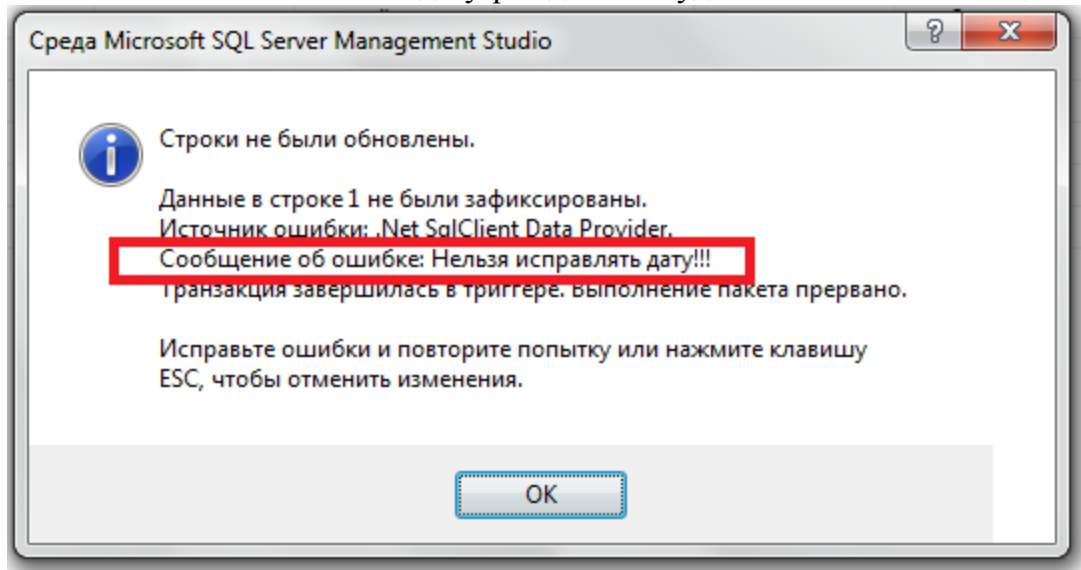 Среда Microsoft SQL Server Management Studio
Строки не были обновлены.
Данные в строке 1 не были зафиксированы.
Источник ошибки: .Net SqlClient Data Provider.
Сообщение об ошибке: Нельзя исправлять дату!!!
Транзакция завершилась в триггере. Выполнение пакета прервано.
Исправьте ошибки и повторите попытку или нажмите клавишу
ESC, чтобы отменить изменения.
OK